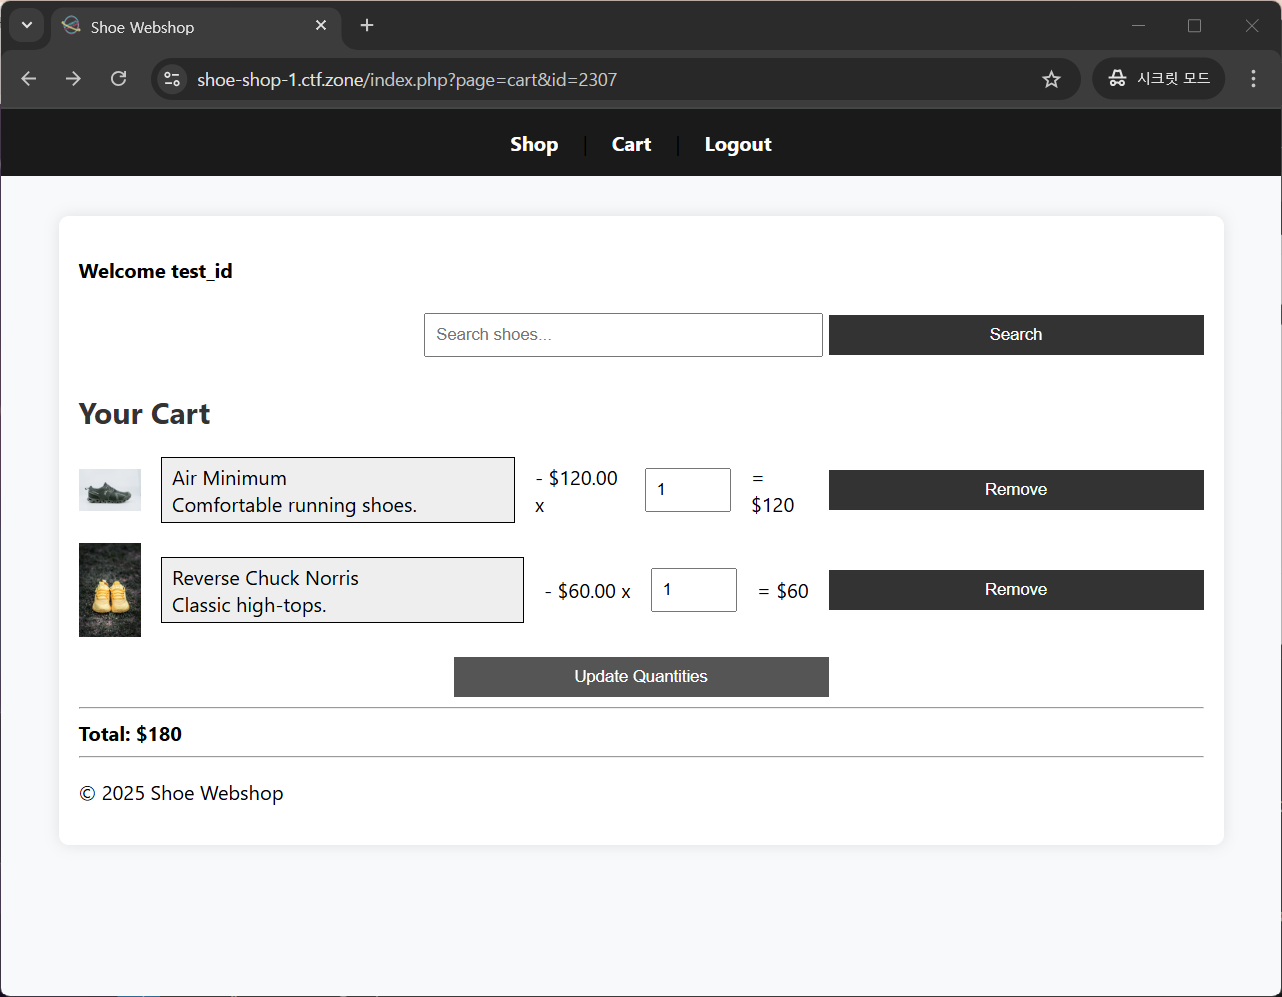 Shoe Webshop
shoe-shop-1.ctf.zone/index.php?page=cart&id=2307
시크릿 모드
Shop | Cart | Logout
Welcome test_id
Search shoes...
Search
Your Cart
Air Minimum
Comfortable running shoes.
- $120.00
x
1
=
$120
Remove
Reverse Chuck Norris
Classic high-tops.
- $60.00 x
1
= $60
Remove
Update Quantities
Total: $180
© 2025 Shoe Webshop